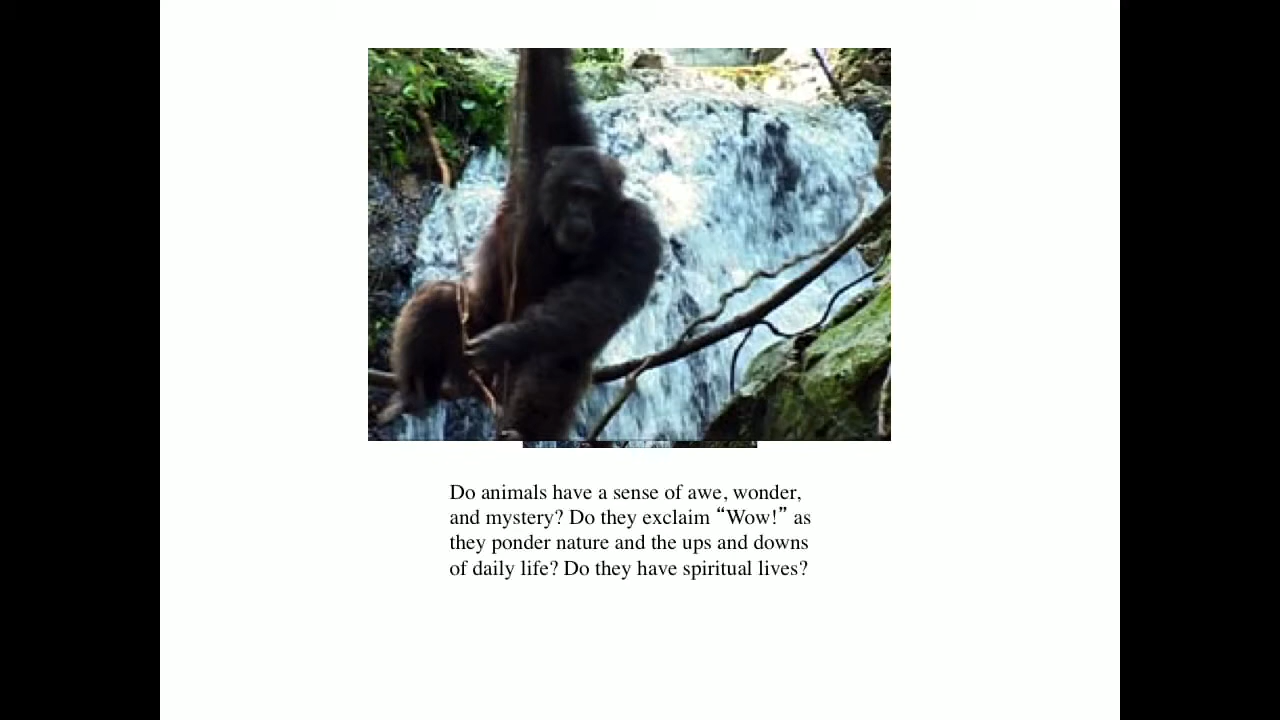 Do animals have a sense of awe, wonder,
and mystery? Do they exclaim “Wow!” as
they ponder nature and the ups and downs
of daily life? Do they have spiritual lives?